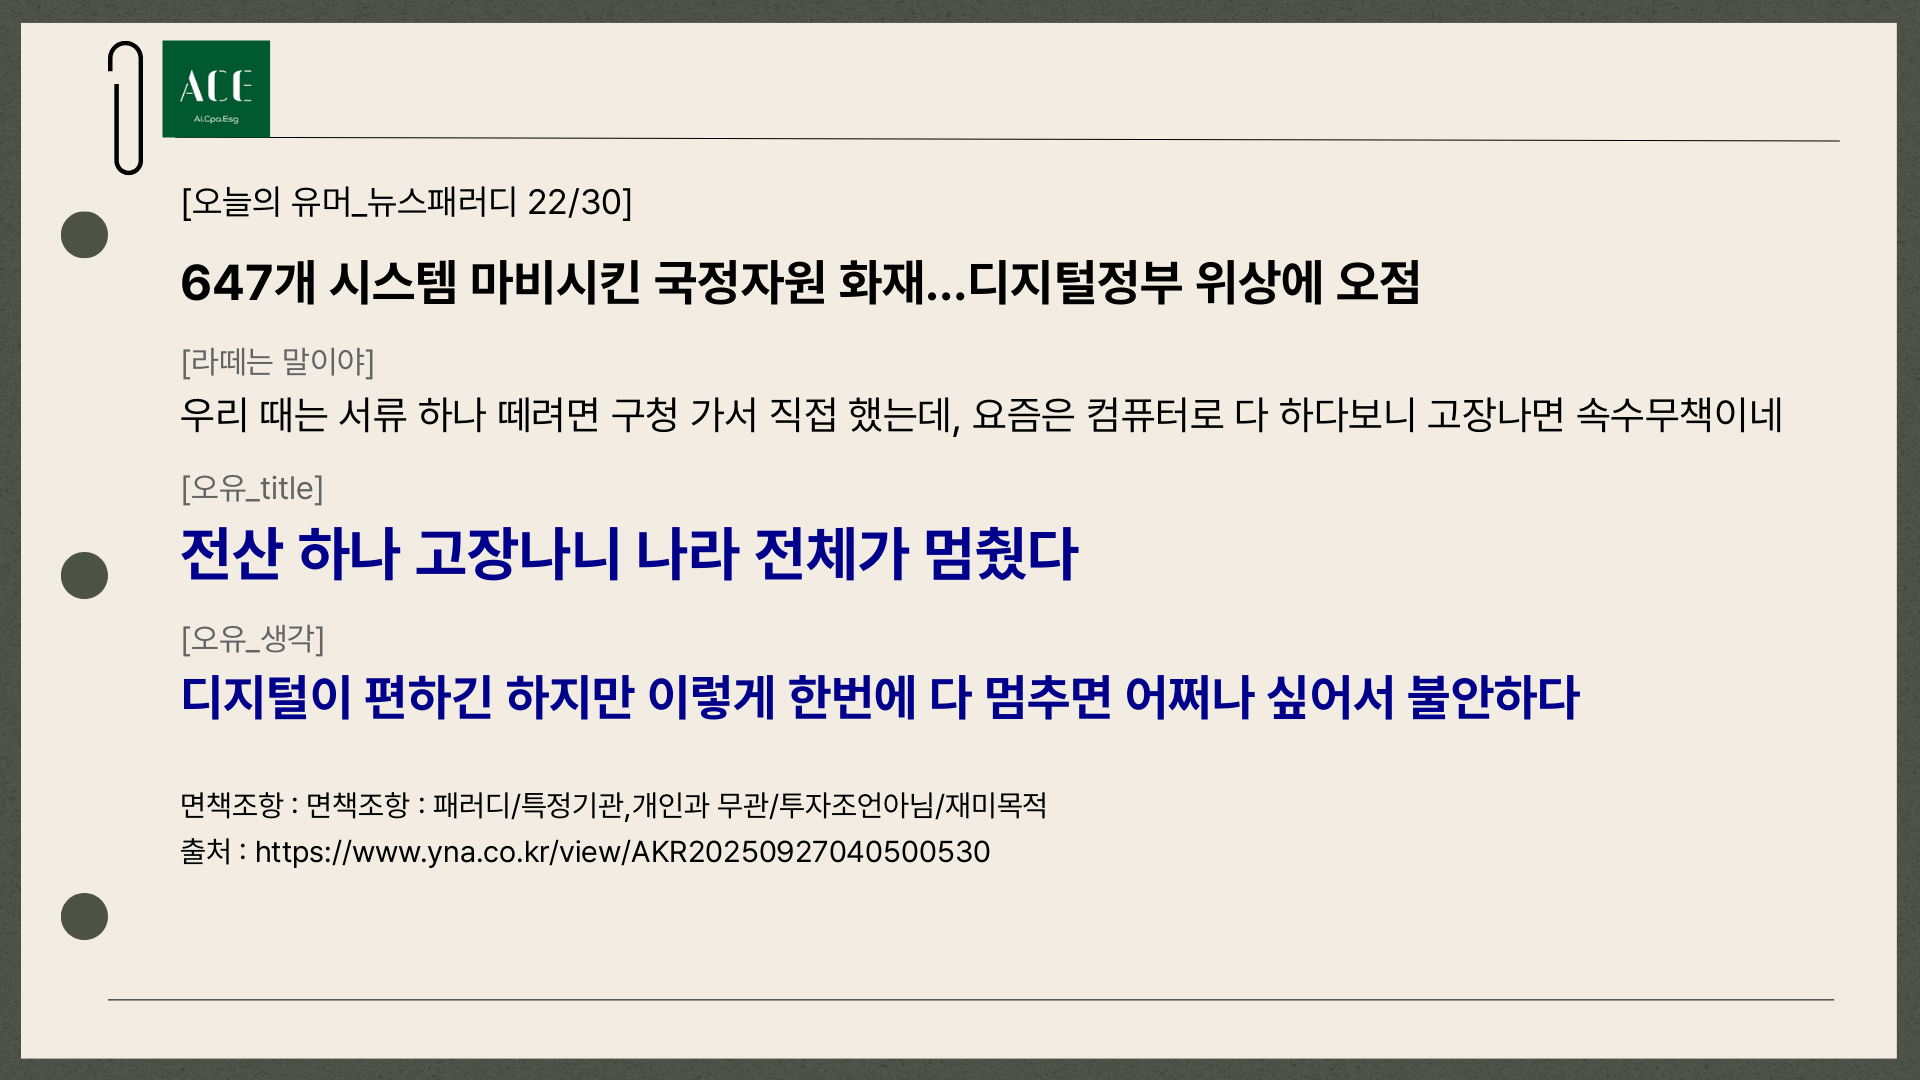 ACE
Ai.Cpa.Esg
[오늘의 유머_뉴스패러디 22/30]
647개 시스템 마비시킨 국정자원 화재...디지털정부 위상에 오점
[라떼는 말이야]
우리 때는 서류 하나 떼려면 구청 가서 직접 했는데, 요즘은 컴퓨터로 다 하다보니 고장나면 속수무책이네
[오유_title]
전산 하나 고장나니 나라 전체가 멈췄다
[오유_생각]
디지털이 편하긴 하지만 이렇게 한번에 다 멈추면 어쩌나 싶어서 불안하다
면책조항 : 면책조항 : 패러디/특정기관,개인과 무관/투자조언아님/재미목적
출처 : https://www.yna.co.kr/view/AKR20250927040500530